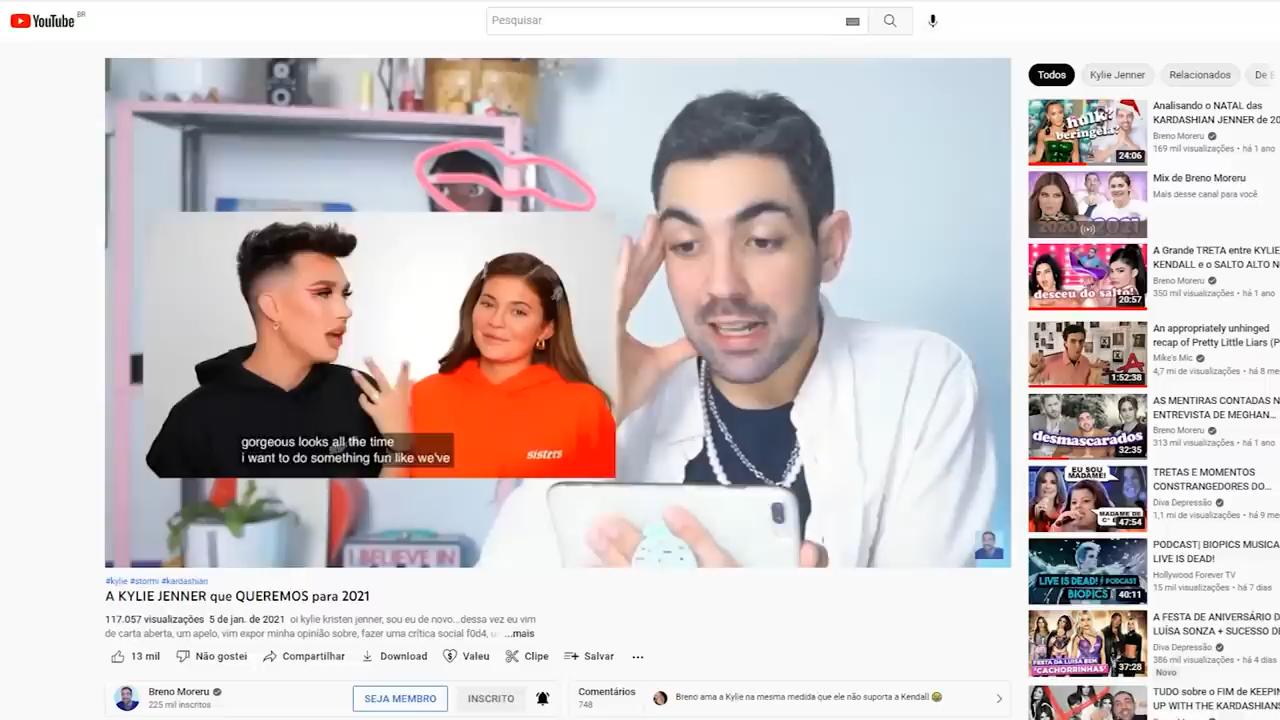 YouTube BR
Pesquisar
gorgeous looks all the time
i want to do something fun like we've
sisters
I BELIEVE IN
#kylie #stormi #kardashian
A KYLIE JENNER que QUEREMOS para 2021
117.057 visualizações 5 de jan. de 2021 oi kylie kristen jenner, sou eu de novo...dessa vez eu vim
de carta aberta, um apelo, vim expor minha opinião sobre, fazer uma crítica social f0d4, u ...mais
13 mil Não gostei Compartilhar Download Valeu Clipe Salvar ...
Breno Moreru
225 mil inscritos
SEJA MEMBRO
INSCRITO
Comentários
748
Breno ama a Kylie na mesma medida que ele não suporta a Kendall 😂
Todos Kylie Jenner Relacionados De
hulk?
beringela?
24:06
Analisando o NATAL das
KARDASHIAN JENNER de 20
Breno Moreru
169 mil visualizações • há 1 ano
2020 2021
Mix de Breno Moreru
Mais desse canal para você
desceu do salto!
20:57
A Grande TRETA entre KYLIE
KENDALL e o SALTO ALTO N
Breno Moreru
350 mil visualizações • há 1 ano
1:52:38
An appropriately unhinged
recap of Pretty Little Liars (P
Mike's Mic
4,7 mi de visualizações • há 8 me
desmascarados
32:35
AS MENTIRAS CONTADAS N
ENTREVISTA DE MEGHAN...
Breno Moreru
313 mil visualizações • há 1 ano
EU SOU
MADAME!
MADAME DE
47:54
TRETAS E MOMENTOS
CONSTRANGEDORES DO...
Diva Depressão
1,1 mi de visualizações • há 9 me
LIVE IS DEAD! PODCAST
BIOPICS
40:11
PODCAST| BIOPICS MUSICA
LIVE IS DEAD!
Hollywood Forever TV
15 mil visualizações • há 7 dias
FESTA DA LUISA BEM
"CACHORRINHAS"
37:28
A FESTA DE ANIVERSÁRIO D
LUÍSA SONZA + SUCESSO D
Diva Depressão
386 mil visualizações • há 4 dias
Novo
TUDO sobre o FIM de KEEPIN
UP WITH THE KARDASHIANS
Breno Moreru